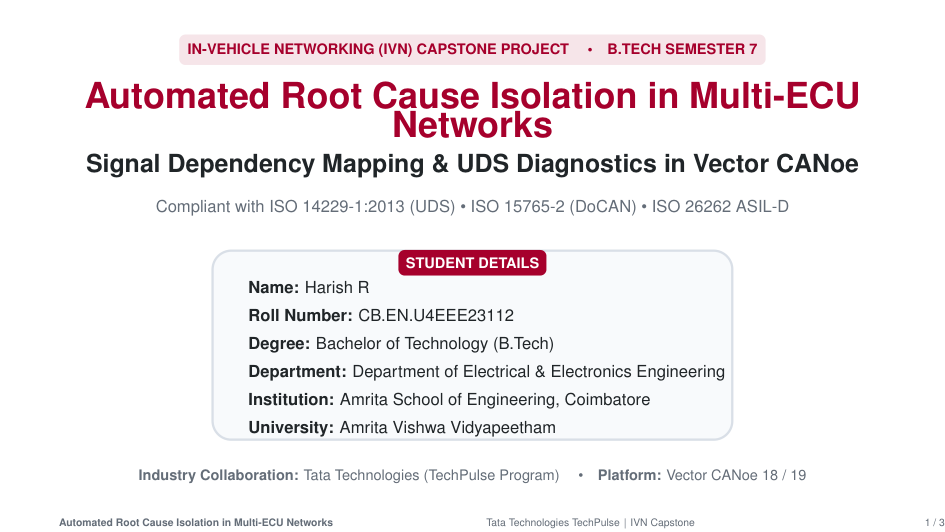 IN-VEHICLE NETWORKING (IVN) CAPSTONE PROJECT • B.TECH SEMESTER 7
Automated Root Cause Isolation in Multi-ECU
Networks
Signal Dependency Mapping & UDS Diagnostics in Vector CANoe
Compliant with ISO 14229-1:2013 (UDS) • ISO 15765-2 (DoCAN) • ISO 26262 ASIL-D
STUDENT DETAILS
Name: Harish R
Roll Number: CB.EN.U4EEE23112
Degree: Bachelor of Technology (B.Tech)
Department: Department of Electrical & Electronics Engineering
Institution: Amrita School of Engineering, Coimbatore
University: Amrita Vishwa Vidyapeetham
Industry Collaboration: Tata Technologies (TechPulse Program) • Platform: Vector CANoe 18 / 19
Automated Root Cause Isolation in Multi-ECU Networks Tata Technologies TechPulse | IVN Capstone 1 / 3